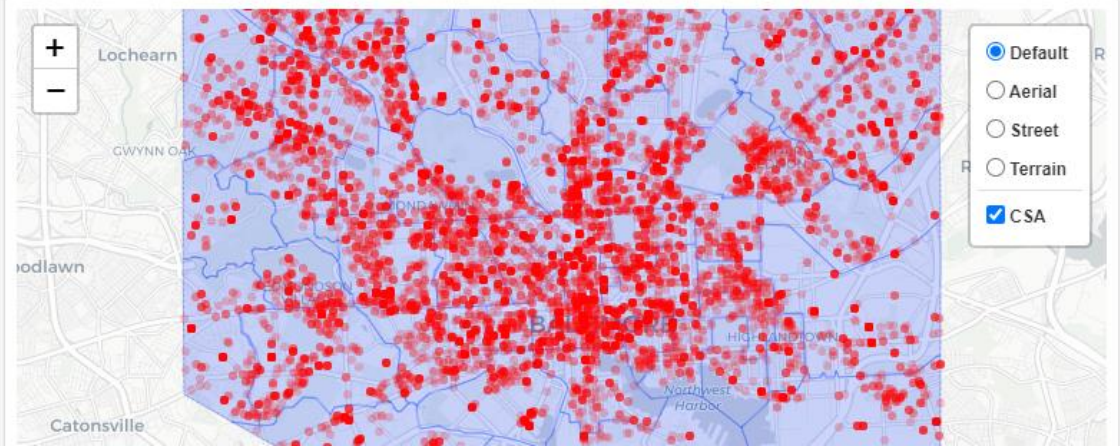 +
−
Lochearn
GWYNN OAK
oodlawn
Catonsville
HIGHLANDTOWN
Northwest
Harbor
Default
Aerial
Street
Terrain
CSA
R
R